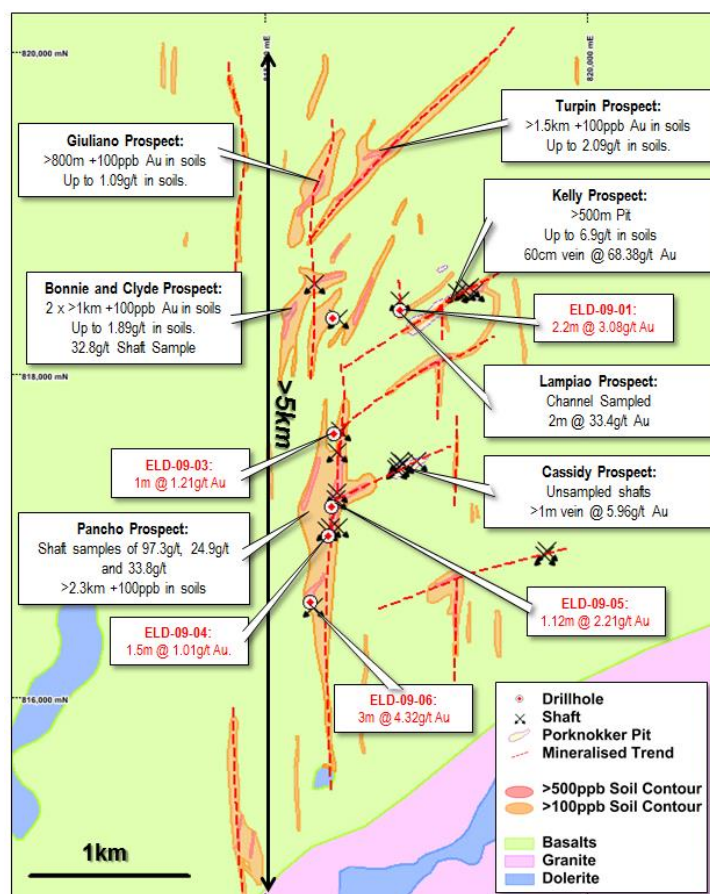 820,000 mN
820,000 mE
Turpin Prospect:
>1.5km +100ppb Au in soils
Up to 2.09g/t in soils.
Giuliano Prospect:
>800m +100ppb Au in soils
Up to 1.09g/t in soils.
Kelly Prospect:
>500m Pit
Up to 6.9g/t in soils
60cm vein @ 68.38g/t Au
Bonnie and Clyde Prospect:
2 x >1km +100ppb Au in soils
Up to 1.89g/t in soils.
32.8g/t Shaft Sample
ELD-09-01:
2.2m @ 3.08g/t Au
818,000 mN
Lampiao Prospect:
Channel Sampled
2m @ 33.4g/t Au
>5km
ELD-09-03:
1m @ 1.21g/t Au
Cassidy Prospect:
Unsampled shafts
>1m vein @ 5.96g/t Au
Pancho Prospect:
Shaft samples of 97.3g/t, 24.9g/t
and 33.8g/t
>2.3km +100ppb in soils
ELD-09-05:
1.12m @ 2.21g/t Au
ELD-09-04:
1.5m @ 1.01g/t Au.
816,000 mN
ELD-09-06:
3m @ 4.32g/t Au
Drillhole
Shaft
Porknokker Pit
Mineralised Trend
>500ppb Soil Contour
>100ppb Soil Contour
Basalts
Granite
Dolerite
1km